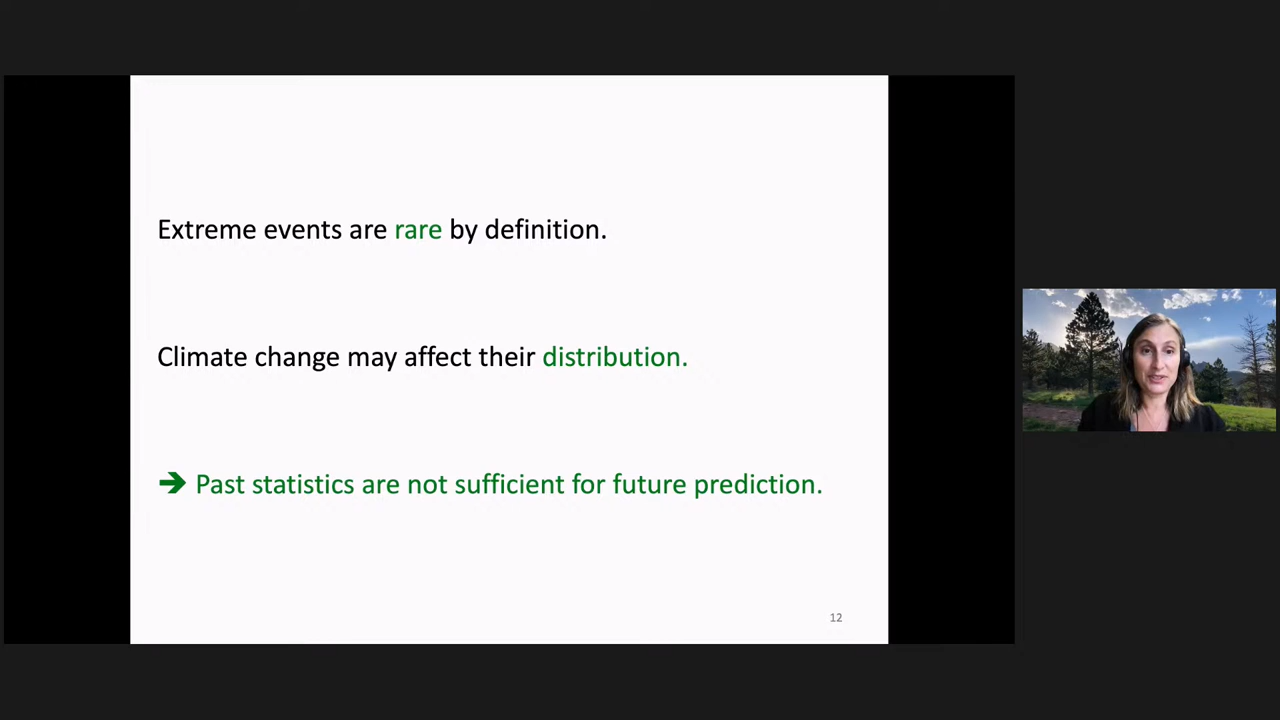 Extreme events are rare by definition.
Climate change may affect their distribution.
➔ Past statistics are not sufficient for future prediction.
12